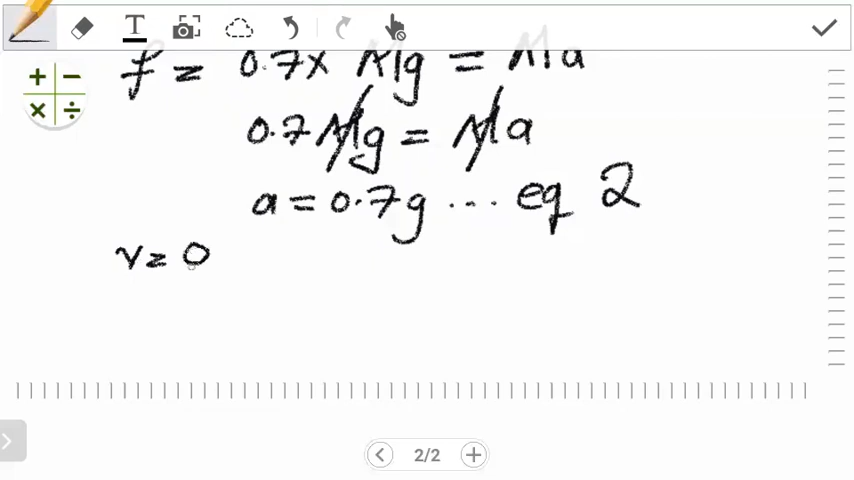 T
f = 0.7x Mg = Ma
0.7Mg = Ma
a = 0.7g ... eq 2
v = 0
2/2